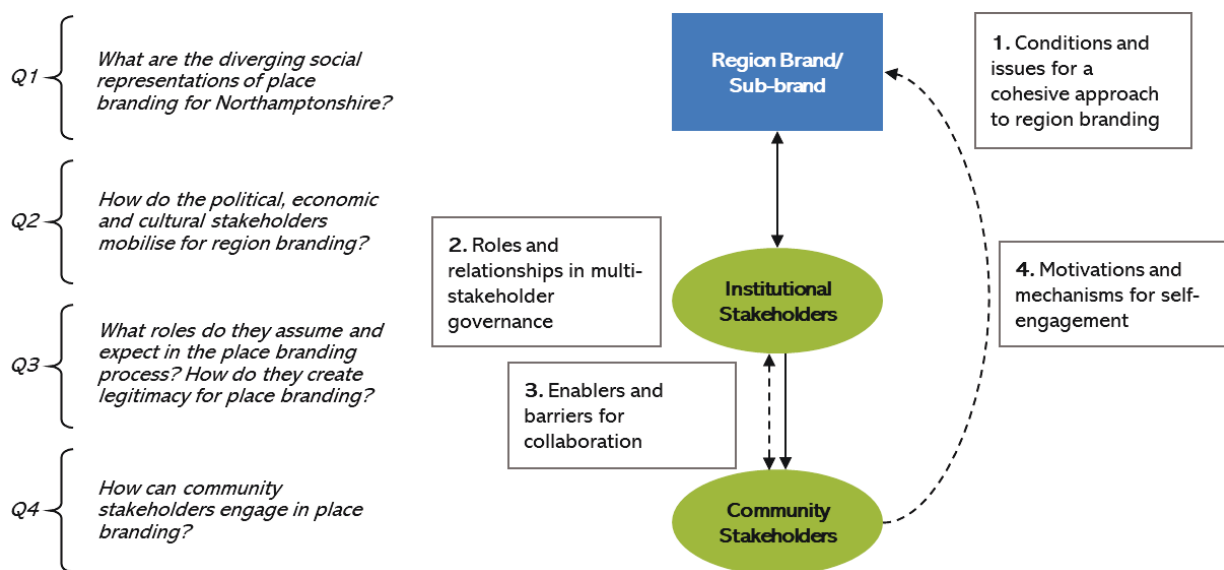 Q1
What are the diverging social
representations of place
branding for Northamptonshire?
Q2
How do the political, economic
and cultural stakeholders
mobilise for region branding?
Q3
What roles do they assume and
expect in the place branding
process? How do they create
legitimacy for place branding?
Q4
How can community
stakeholders engage in place
branding?
Region Brand/
Sub-brand
1. Conditions and
issues for a
cohesive approach
to region branding
2. Roles and
relationships in multi-
stakeholder
governance
Institutional
Stakeholders
4. Motivations and
mechanisms for self-
engagement
3. Enablers and
barriers for
collaboration
Community
Stakeholders